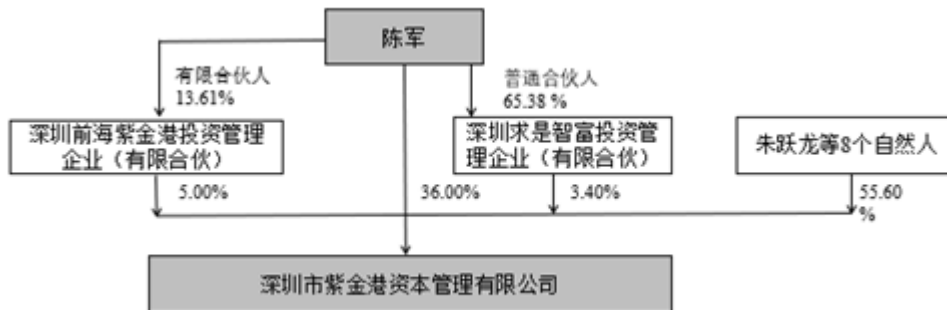 陈军
有限合伙人
13.61%
普通合伙人
65.38 %
深圳前海紫金港投资管理
企业（有限合伙）
深圳求是智富投资管
理企业（有限合伙）
朱跃龙等8个自然人
5.00%
36.00%
3.40%
55.60
%
深圳市紫金港资本管理有限公司